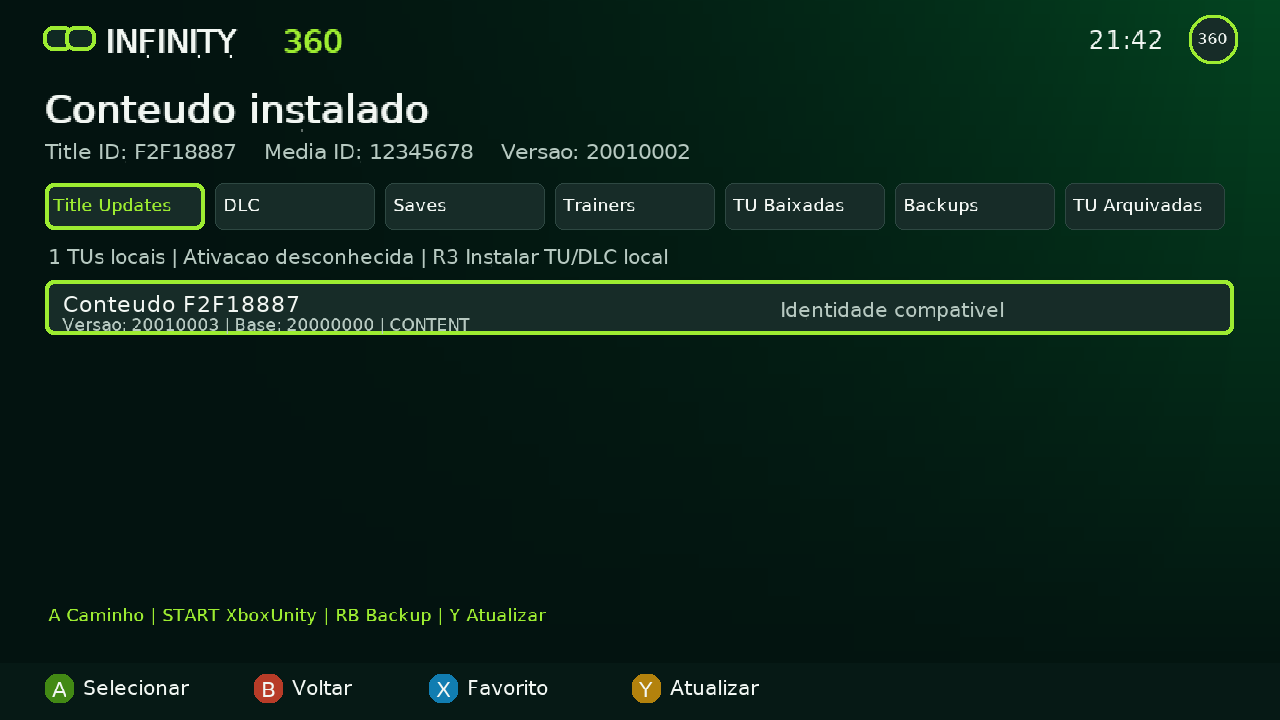 INFINITY 360 21:42 360
Conteudo instalado
Title ID: F2F18887 Media ID: 12345678 Versao: 20010002
Title Updates DLC Saves Trainers TU Baixadas Backups TU Arquivadas
1 TUs locais | Ativacao desconhecida | R3 Instalar TU/DLC local
Conteudo F2F18887
Identidade compativel
Versao: 20010003 | Base: 20000000 | CONTENT
A Caminho | START XboxUnity | RB Backup | Y Atualizar
A Selecionar B Voltar X Favorito Y Atualizar